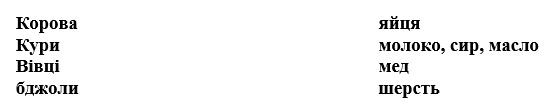 Корова яйця
Кури молоко, сир, масло
Вівці мед
бджоли шерсть